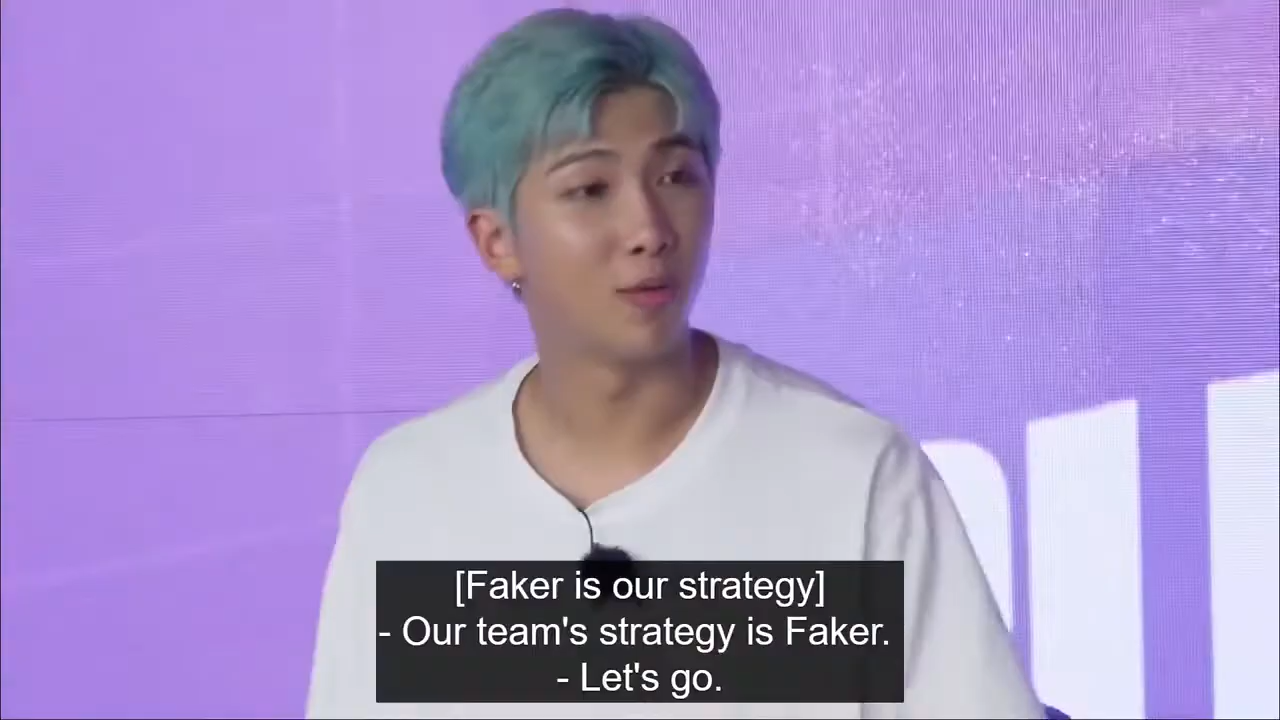 [Faker is our strategy]
- Our team's strategy is Faker.
- Let's go.